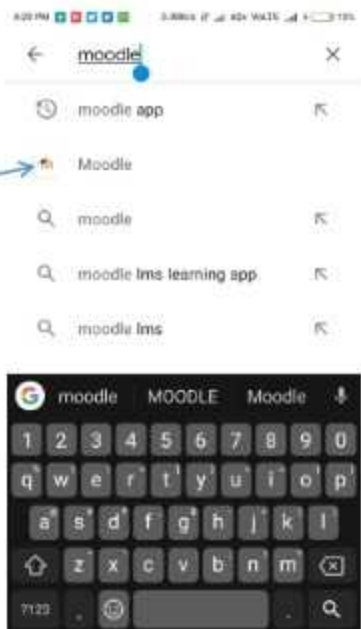 moodle
moodle app
Moodle
moodle
moodle lms learning app
moodle lms
moodle MOODLE Moodle
1 2 3 4 5 6 7 8 9 0
q w e r t y u i o p
a s d f g h j k l
z x c v b n m
?123 , .